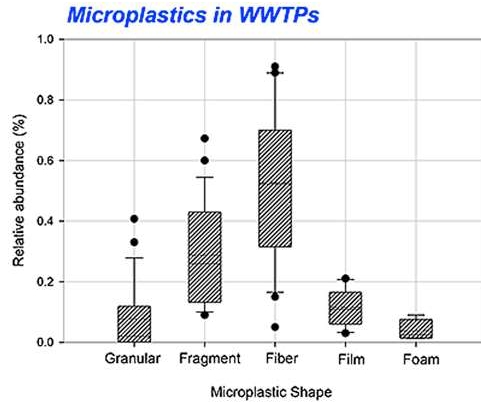 Microplastics in WWTPs
1.0
0.8
0.6
0.4
0.2
0.0
Relative abundance (%)
Granular Fragment Fiber Film Foam
Microplastic Shape